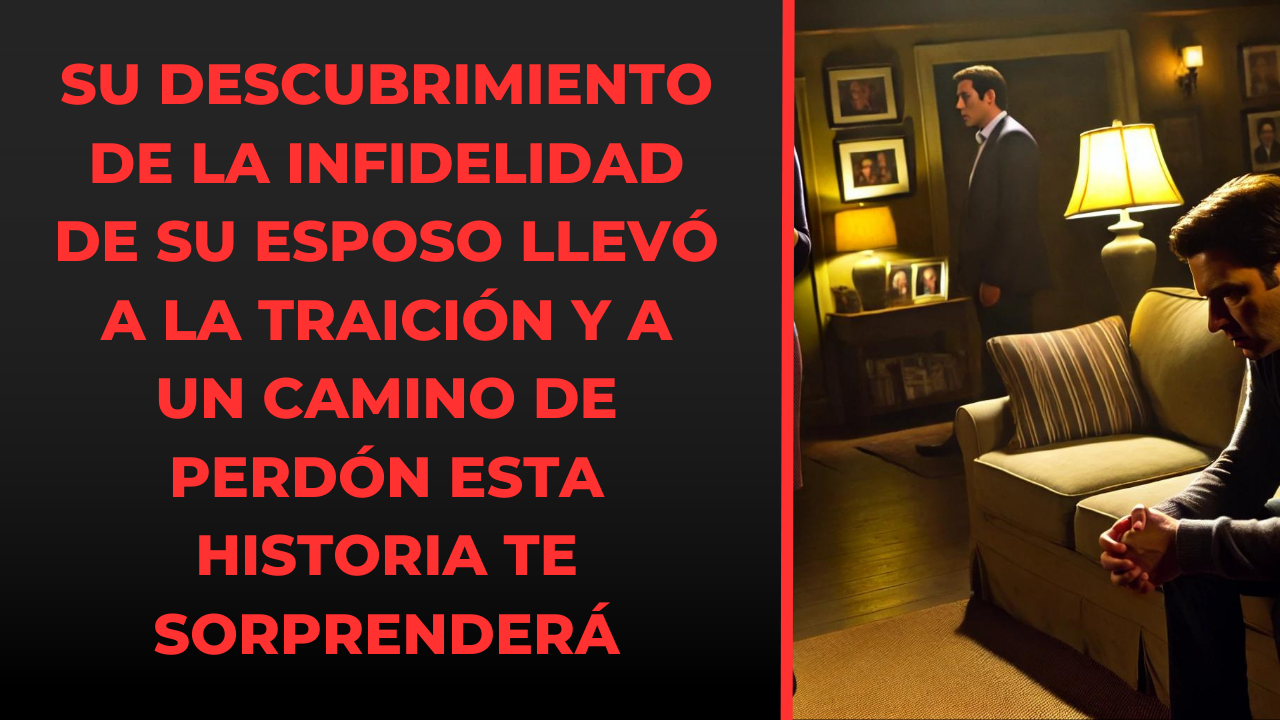 SU DESCUBRIMIENTO
DE LA INFIDELIDAD
DE SU ESPOSO LLEVÓ
A LA TRAICIÓN Y A
UN CAMINO DE
PERDÓN ESTA
HISTORIA TE
SORPRENDERÁ